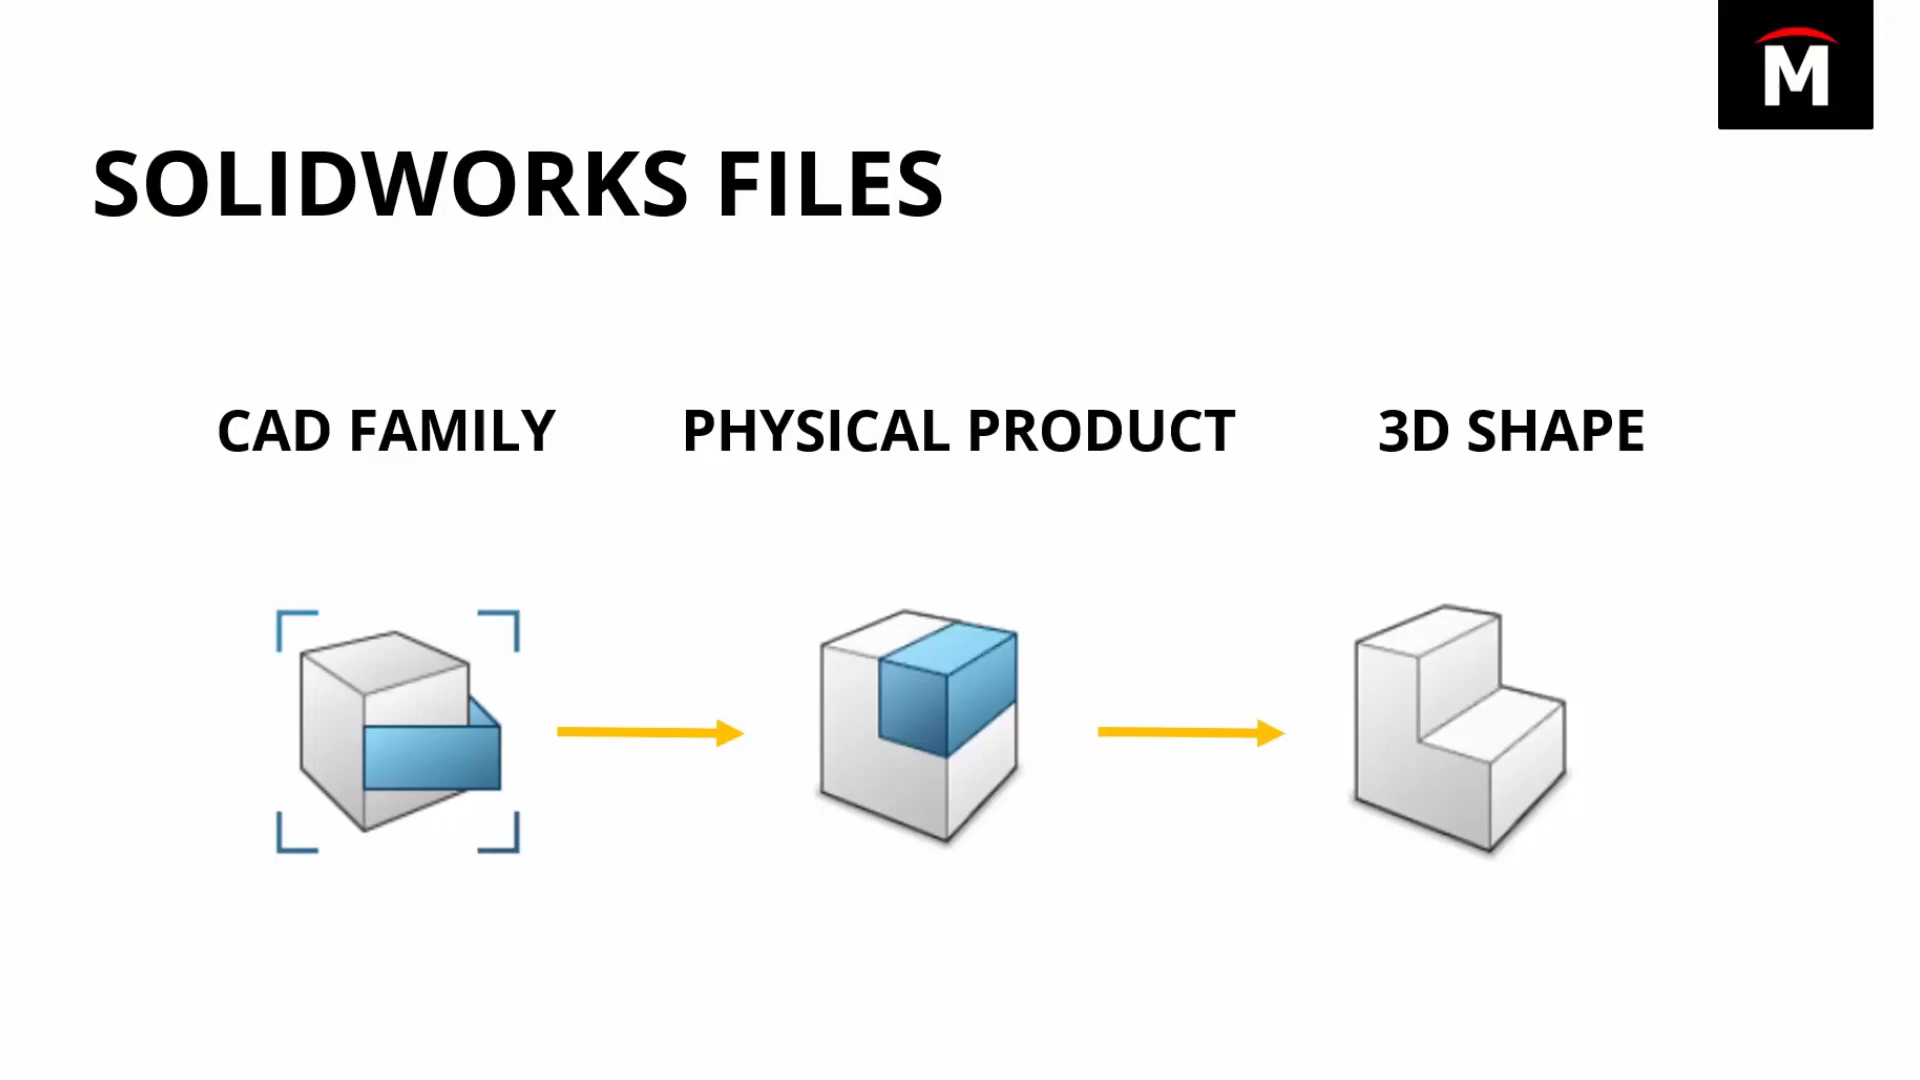 M
SOLIDWORKS FILES
CAD FAMILY
PHYSICAL PRODUCT
3D SHAPE